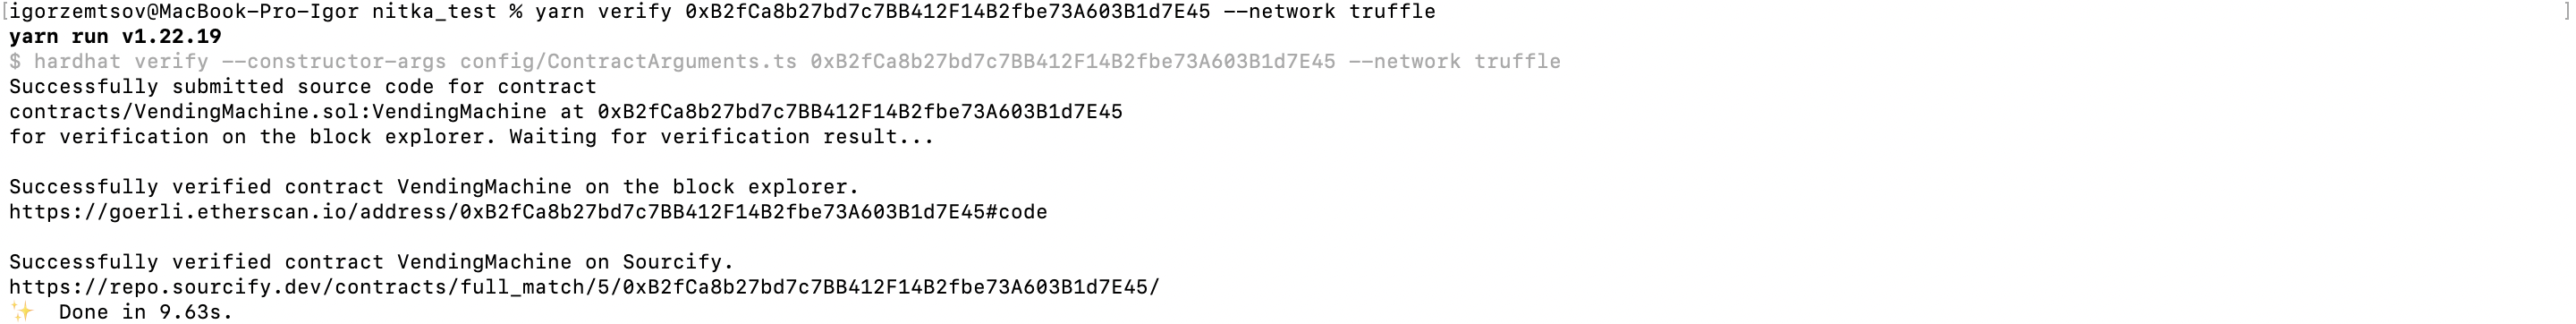 [igorzemtsov@MacBook-Pro-Igor nitka_test % yarn verify 0xB2fCa8b27bd7c7BB412F14B2fbe73A603B1d7E45 --network truffle ]
yarn run v1.22.19
$ hardhat verify --constructor-args config/ContractArguments.ts 0xB2fCa8b27bd7c7BB412F14B2fbe73A603B1d7E45 --network truffle
Successfully submitted source code for contract
contracts/VendingMachine.sol:VendingMachine at 0xB2fCa8b27bd7c7BB412F14B2fbe73A603B1d7E45
for verification on the block explorer. Waiting for verification result...

Successfully verified contract VendingMachine on the block explorer.
https://goerli.etherscan.io/address/0xB2fCa8b27bd7c7BB412F14B2fbe73A603B1d7E45#code

Successfully verified contract VendingMachine on Sourcify.
https://repo.sourcify.dev/contracts/full_match/5/0xB2fCa8b27bd7c7BB412F14B2fbe73A603B1d7E45/
✨  Done in 9.63s.